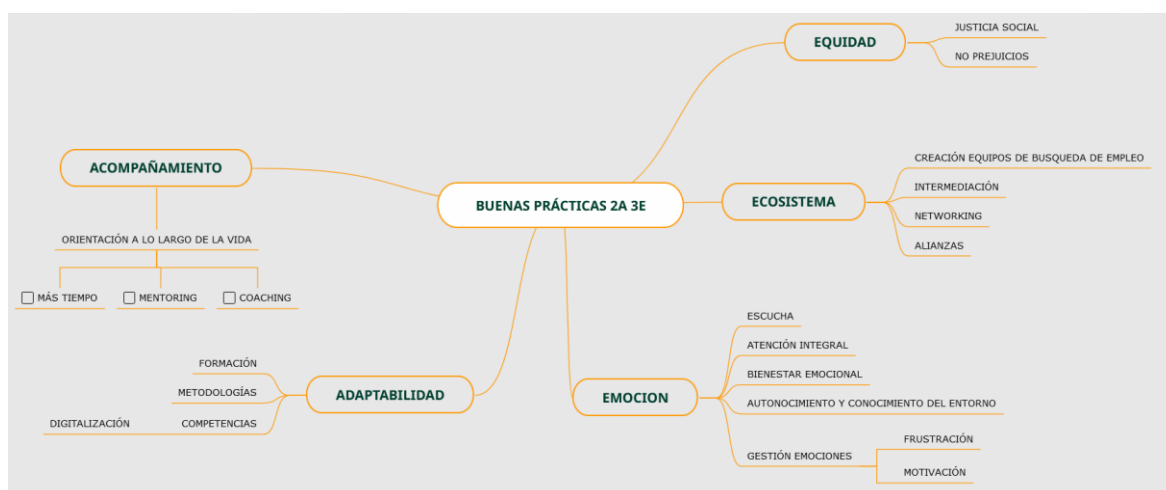 BUENAS PRÁCTICAS 2A 3E
EQUIDAD
JUSTICIA SOCIAL
NO PREJUICIOS
ECOSISTEMA
CREACIÓN EQUIPOS DE BUSQUEDA DE EMPLEO
INTERMEDIACIÓN
NETWORKING
ALIANZAS
EMOCION
ESCUCHA
ATENCIÓN INTEGRAL
BIENESTAR EMOCIONAL
AUTONOCIMIENTO Y CONOCIMIENTO DEL ENTORNO
GESTIÓN EMOCIONES
FRUSTRACIÓN
MOTIVACIÓN
ADAPTABILIDAD
FORMACIÓN
METODOLOGÍAS
COMPETENCIAS
DIGITALIZACIÓN
ACOMPAÑAMIENTO
ORIENTACIÓN A LO LARGO DE LA VIDA
MÁS TIEMPO
MENTORING
COACHING